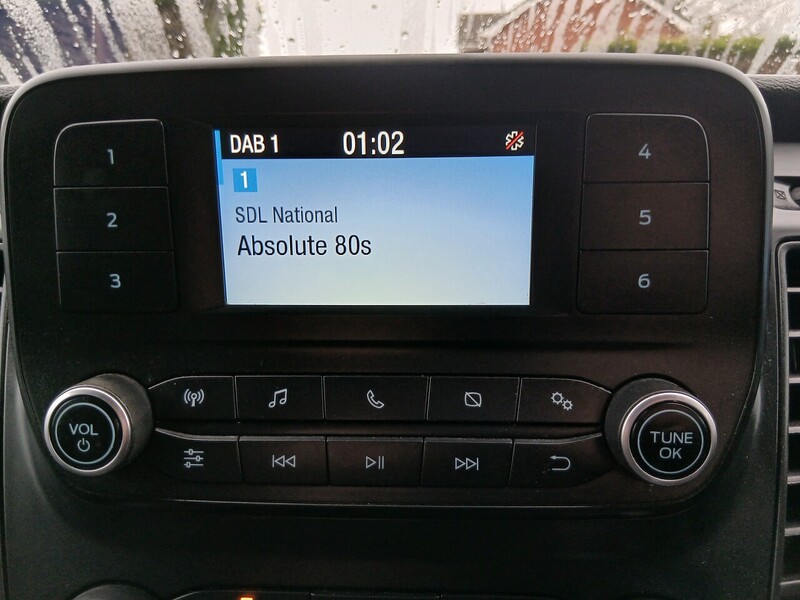 DAB 1 01:02
1
SDL National
Absolute 80s
1
2
3
4
5
6
VOL
TUNE
OK